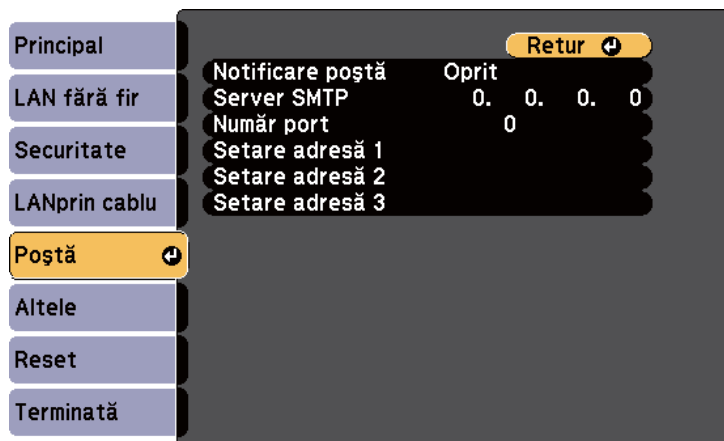 Principal
LAN fără fir
Securitate
LANprin cablu
Poştă
Altele
Reset
Terminată
Retur
Notificare poştă Oprit
Server SMTP 0. 0. 0. 0
Număr port 0
Setare adresă 1
Setare adresă 2
Setare adresă 3